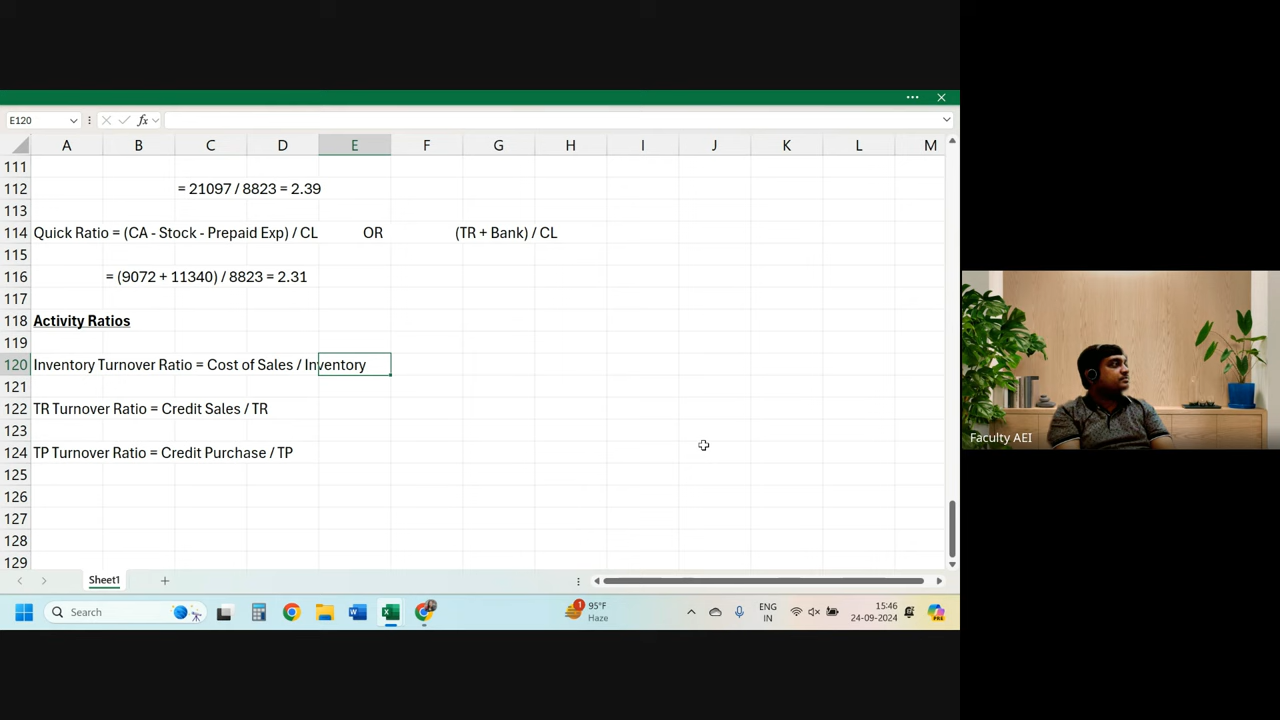 E120
fx
A B C D E F G H I J K L M
111
112 = 21097 / 8823 = 2.39
113
114 Quick Ratio = (CA - Stock - Prepaid Exp) / CL OR (TR + Bank) / CL
115
116 = (9072 + 11340) / 8823 = 2.31
117
118 Activity Ratios
119
120 Inventory Turnover Ratio = Cost of Sales / Inventory
121
122 TR Turnover Ratio = Credit Sales / TR
123
124 TP Turnover Ratio = Credit Purchase / TP
125
126
127
128
129
Sheet1
Faculty AEI
Search
1
95°F
Haze
ENG
IN
15:46
24-09-2024
PRE